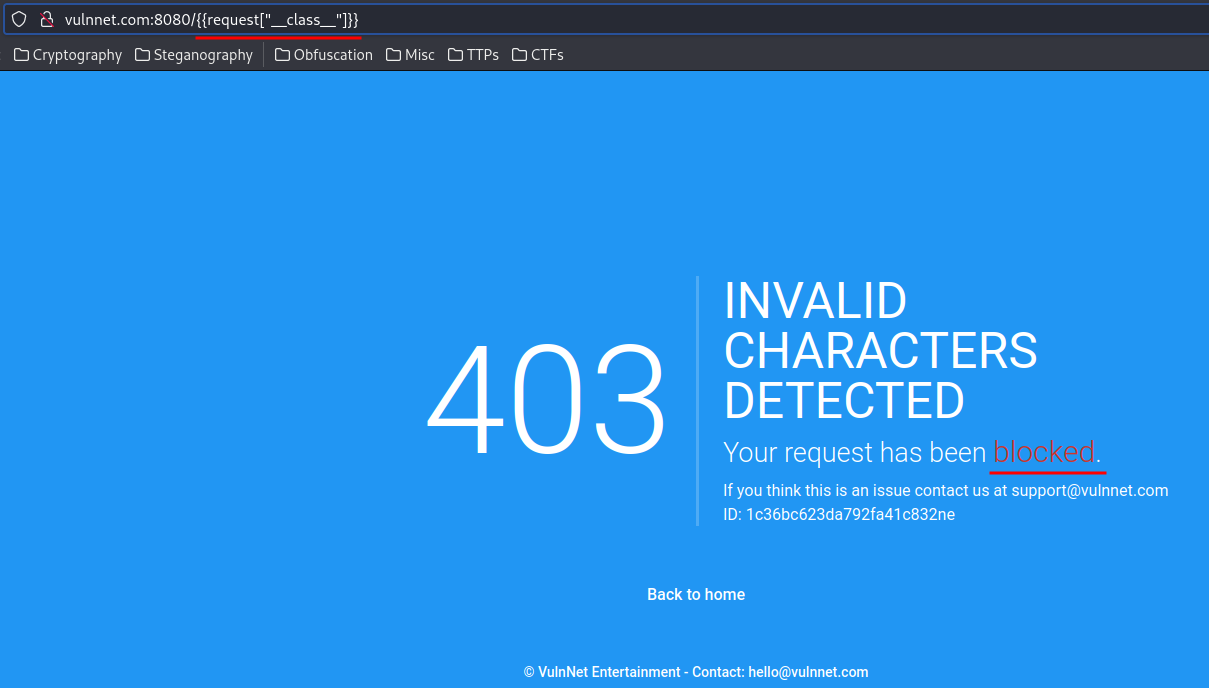 vulnnet.com:8080/{{request["__class__"]}}
Cryptography Steganography Obfuscation Misc TTPs CTFs
403
INVALID
CHARACTERS
DETECTED
Your request has been blocked.
If you think this is an issue contact us at support@vulnnet.com
ID: 1c36bc623da792fa41c832ne
Back to home
© VulnNet Entertainment - Contact: hello@vulnnet.com